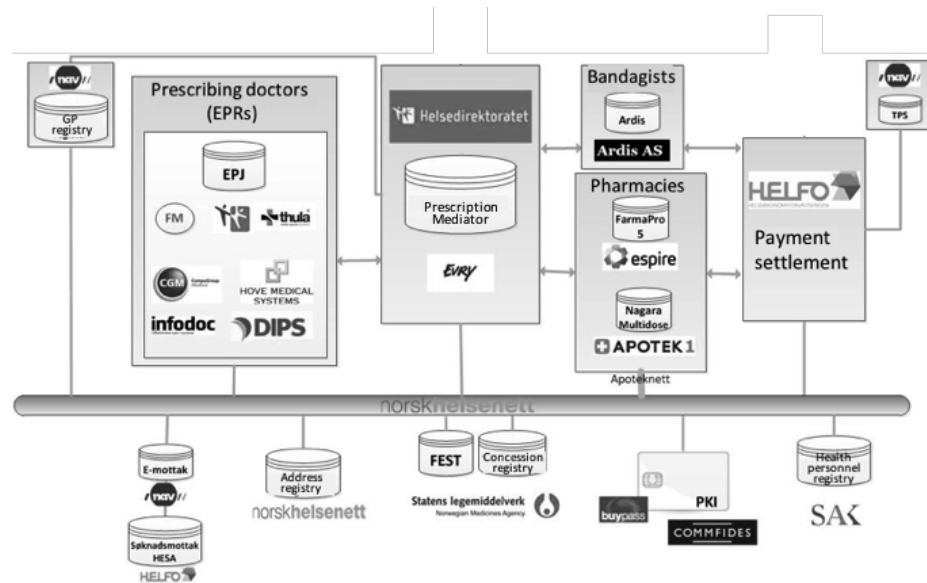 nav
GP
registry
Prescribing doctors
(EPRs)
EPJ
FM
thula
CGM CompuGroup
Medical
HOVE MEDICAL
SYSTEMS
infodoc
DIPS
Helsedirektoratet
Prescription
Mediator
EVRY
Bandagists
Ardis
Ardis AS
Pharmacies
FarmaPro
5
espire
Nagara
Multidose
APOTEK 1
Apoteknett
nav
TPS
HELFO
HELSEØKONOMIFORVALTNINGEN
Payment
settlement
norskhelsenett
E-mottak
nav
Søknadsmottak
HESA
HELFO
Address
registry
norskhelsenett
FEST
Concession
registry
Statens legemiddelverk
Norwegian Medicines Agency
PKI
buypass
COMMFIDES
Health
personnel
registry
SAK